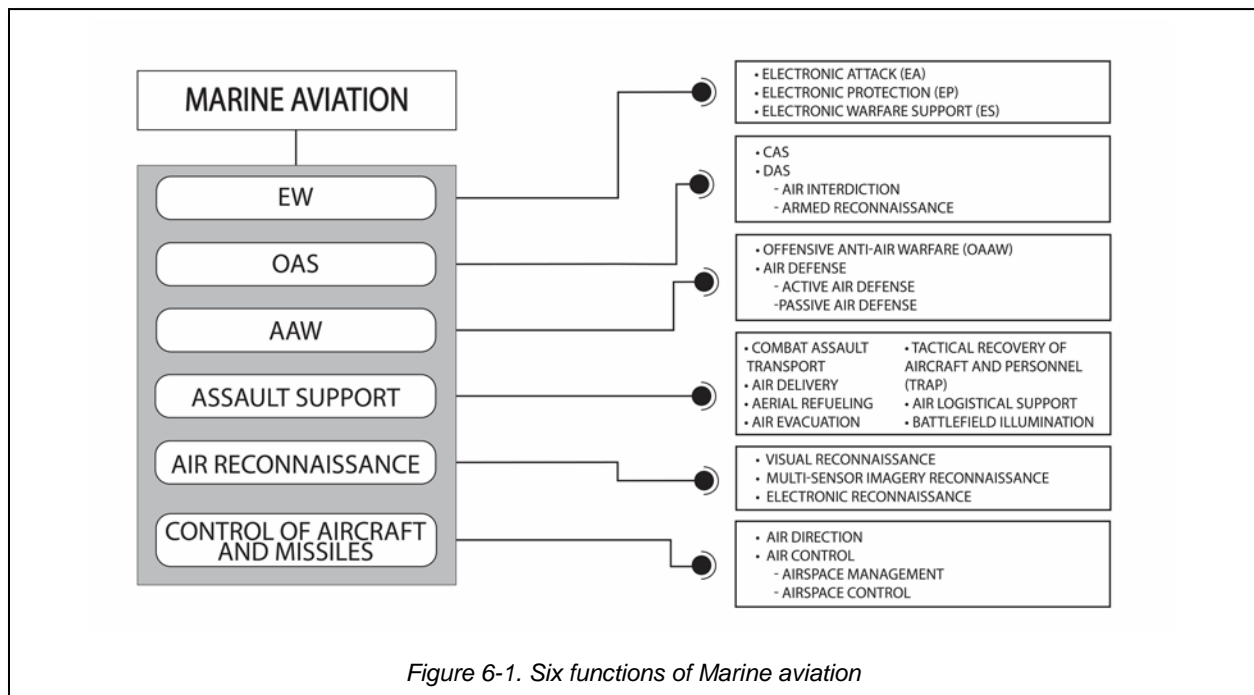 MARINE AVIATION
EW
OAS
AAW
ASSAULT SUPPORT
AIR RECONNAISSANCE
CONTROL OF AIRCRAFT
AND MISSILES
• ELECTRONIC ATTACK (EA)
• ELECTRONIC PROTECTION (EP)
• ELECTRONIC WARFARE SUPPORT (ES)
• CAS
• DAS
- AIR INTERDICTION
- ARMED RECONNAISSANCE
• OFFENSIVE ANTI-AIR WARFARE (OAAW)
• AIR DEFENSE
- ACTIVE AIR DEFENSE
-PASSIVE AIR DEFENSE
• COMBAT ASSAULT
TRANSPORT
• AIR DELIVERY
• AERIAL REFUELING
• AIR EVACUATION
• TACTICAL RECOVERY OF
AIRCRAFT AND PERSONNEL
(TRAP)
• AIR LOGISTICAL SUPPORT
• BATTLEFIELD ILLUMINATION
• VISUAL RECONNAISSANCE
• MULTI-SENSOR IMAGERY RECONNAISSANCE
• ELECTRONIC RECONNAISSANCE
• AIR DIRECTION
• AIR CONTROL
- AIRSPACE MANAGEMENT
- AIRSPACE CONTROL
Figure 6-1. Six functions of Marine aviation